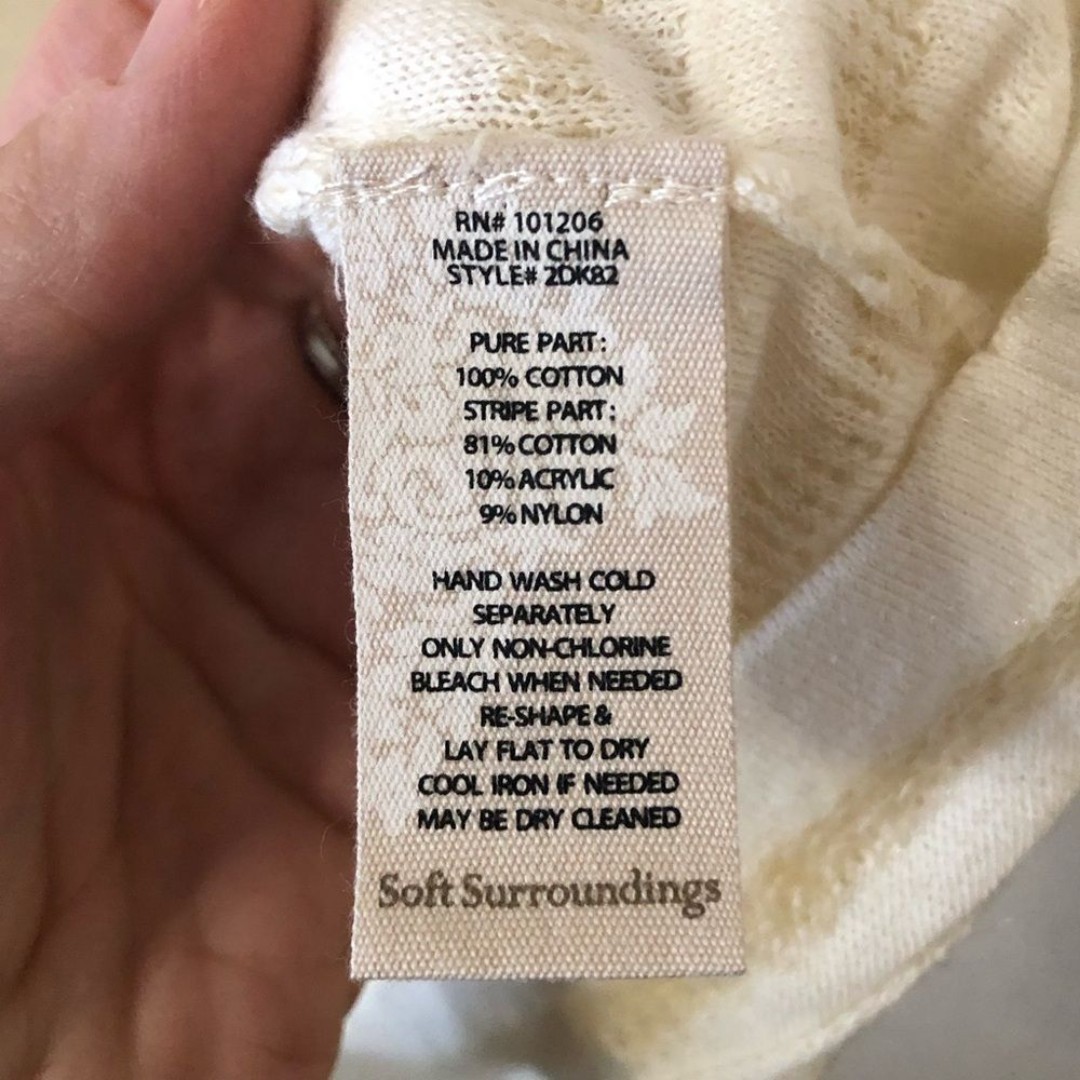 RN# 101206
MADE IN CHINA
STYLE# 2DK82
PURE PART:
100% COTTON
STRIPE PART:
81% COTTON
10% ACRYLIC
9% NYLON
HAND WASH COLD
SEPARATELY
ONLY NON-CHLORINE
BLEACH WHEN NEEDED
RE-SHAPE &
LAY FLAT TO DRY
COOL IRON IF NEEDED
MAY BE DRY CLEANED
Soft Surroundings